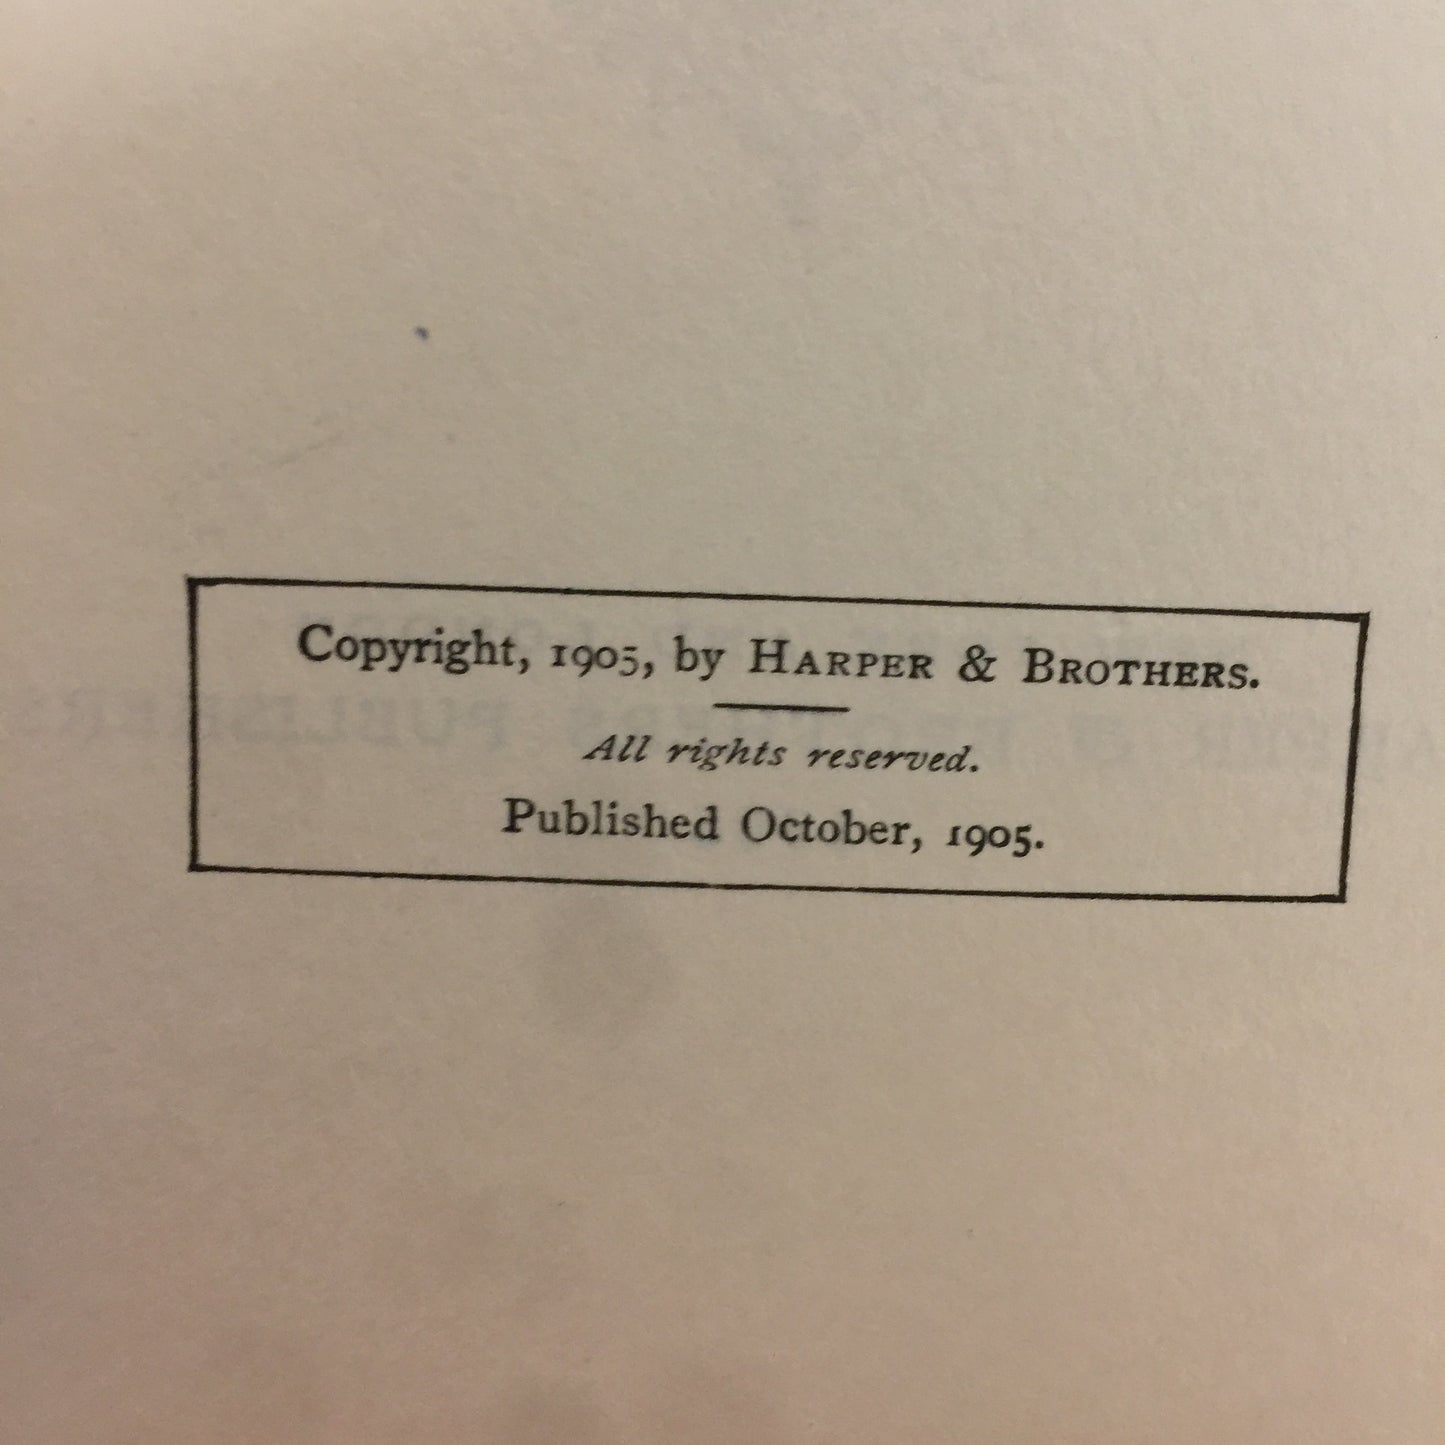 Copyright, 1905, by HARPER & BROTHERS.
All rights reserved.
Published October, 1905.